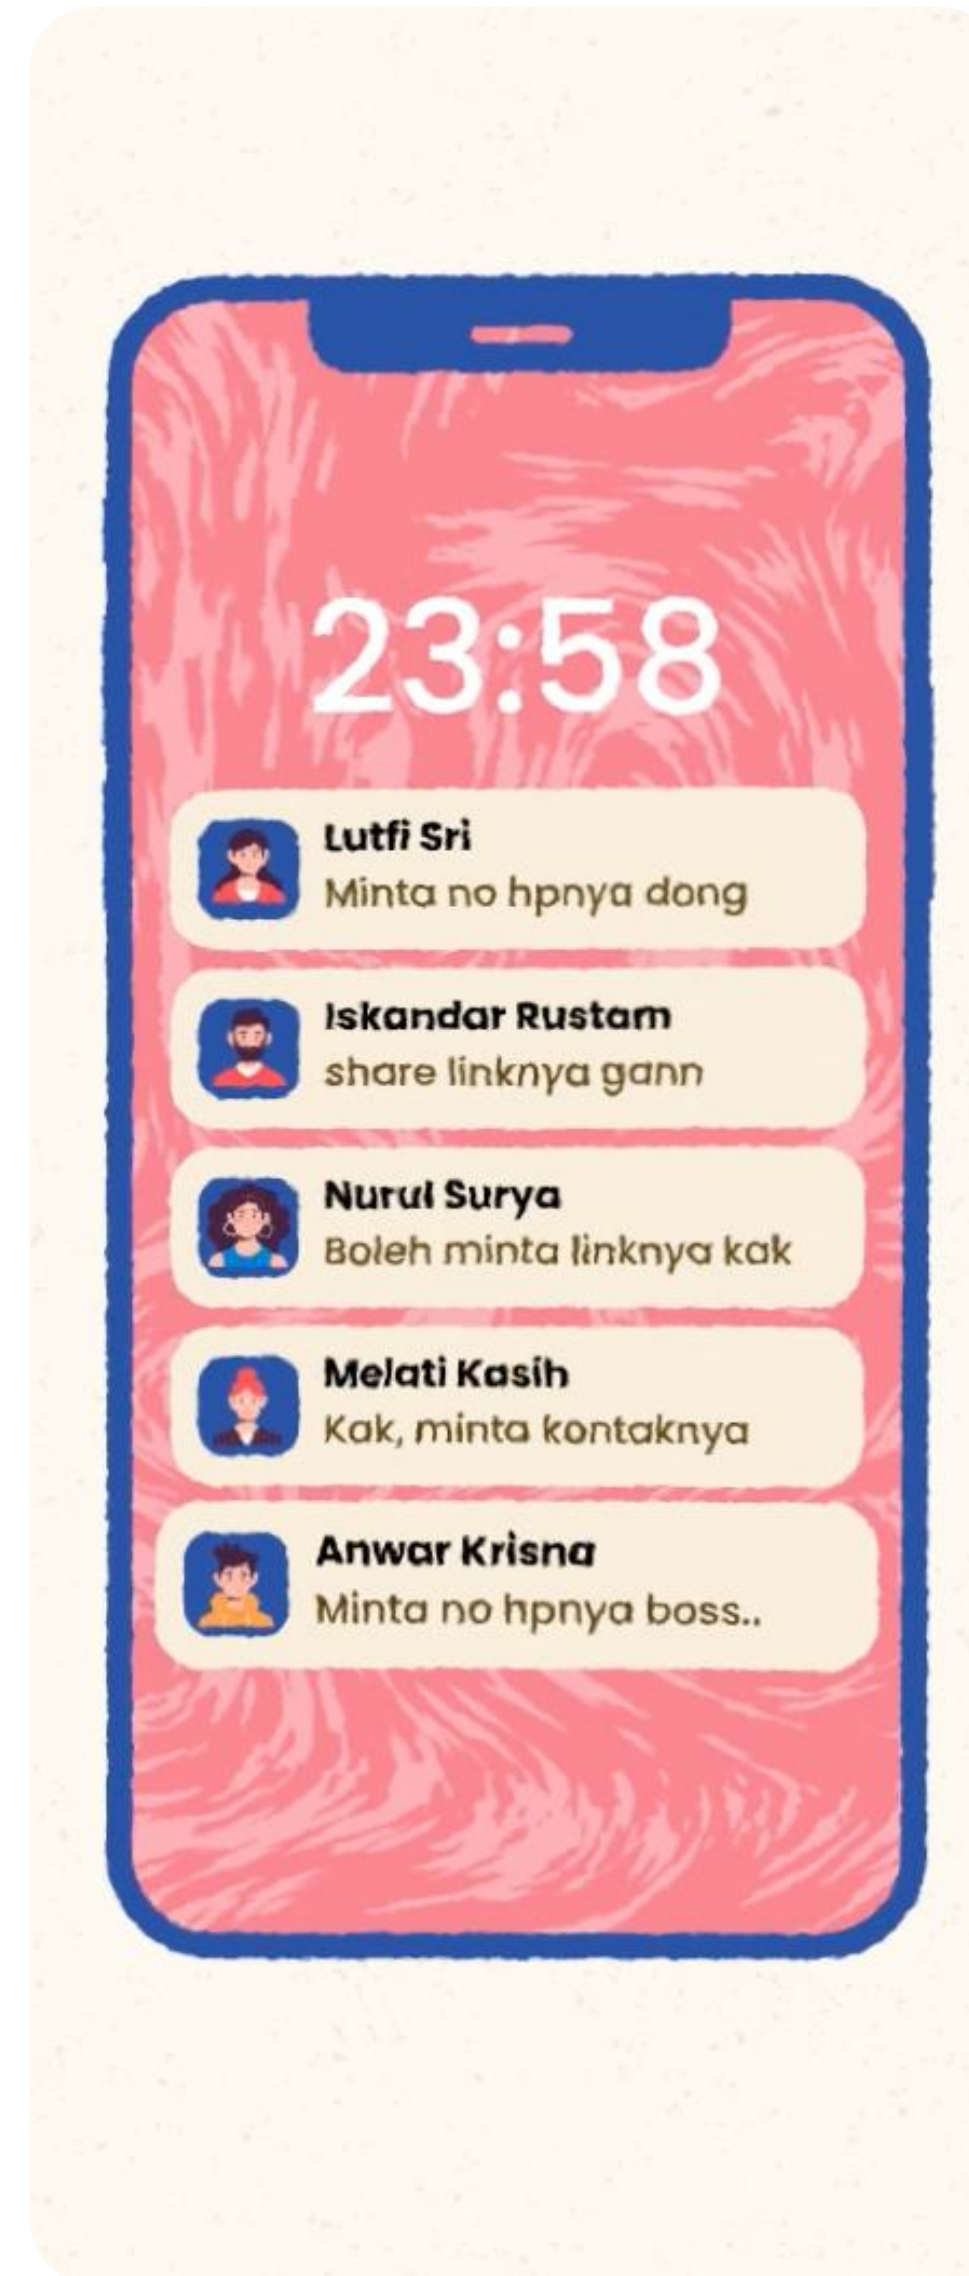 23:58
Lutfi Sri
Minta no hpnya dong
Iskandar Rustam
share linknya gann
Nurul Surya
Boleh minta linknya kak
Melati Kasih
Kak, minta kontaknya
Anwar Krisna
Minta no hpnya boss..